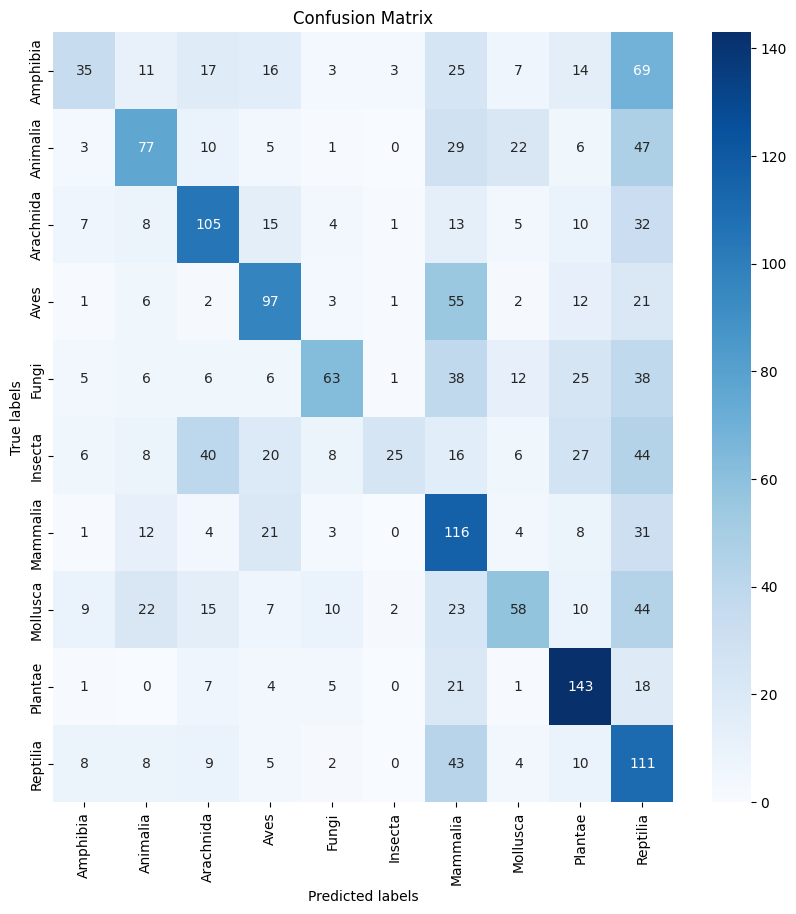 Confusion Matrix
Amphibia 35 11 17 16 3 3 25 7 14 69
Animalia 3 77 10 5 1 0 29 22 6 47
Arachnida 7 8 105 15 4 1 13 5 10 32
Aves 1 6 2 97 3 1 55 2 12 21
Fungi 5 6 6 6 63 1 38 12 25 38
Insecta 6 8 40 20 8 25 16 6 27 44
Mammalia 1 12 4 21 3 0 116 4 8 31
Mollusca 9 22 15 7 10 2 23 58 10 44
Plantae 1 0 7 4 5 0 21 1 143 18
Reptilia 8 8 9 5 2 0 43 4 10 111
True labels
Amphibia Animalia Arachnida Aves Fungi Insecta Mammalia Mollusca Plantae Reptilia
Predicted labels
140
120
100
80
60
40
20
0